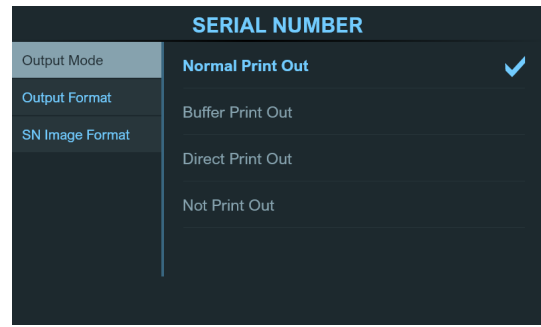 SERIAL NUMBER
Output Mode
Output Format
SN Image Format
Normal Print Out
Buffer Print Out
Direct Print Out
Not Print Out